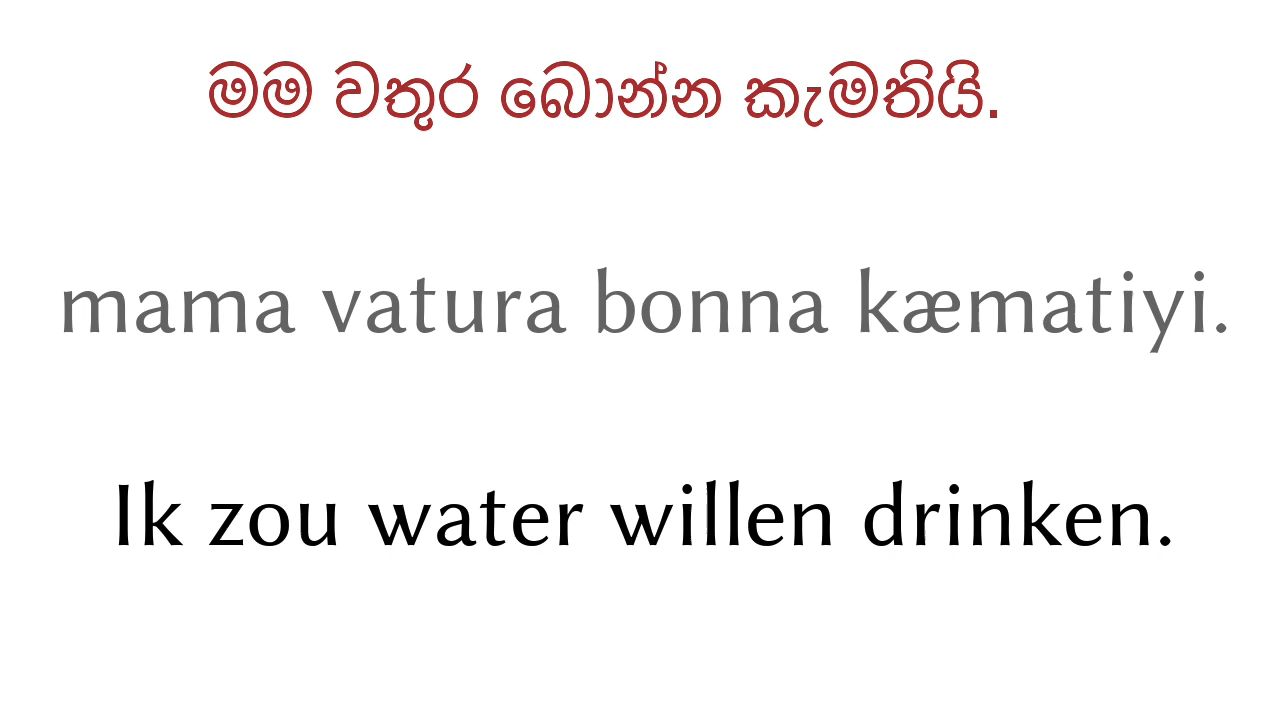 මම වතුර බොන්න කැමතියි.
mama vatura bonna kæmatiyi.
Ik zou water willen drinken.